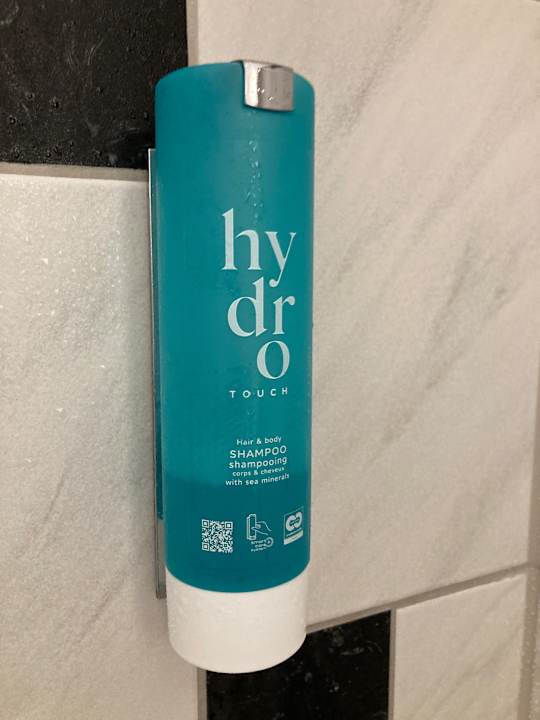 hy
dr
o
TOUCH
Hair & body
SHAMPOO
shampooing
corps & cheveux
with sea minerals